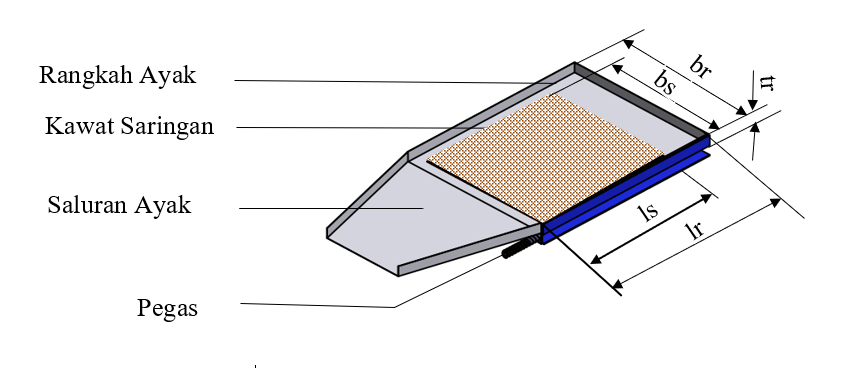 Rangkah Ayak
Kawat Saringan
Saluran Ayak
Pegas
br
bs
tr
ls
lr